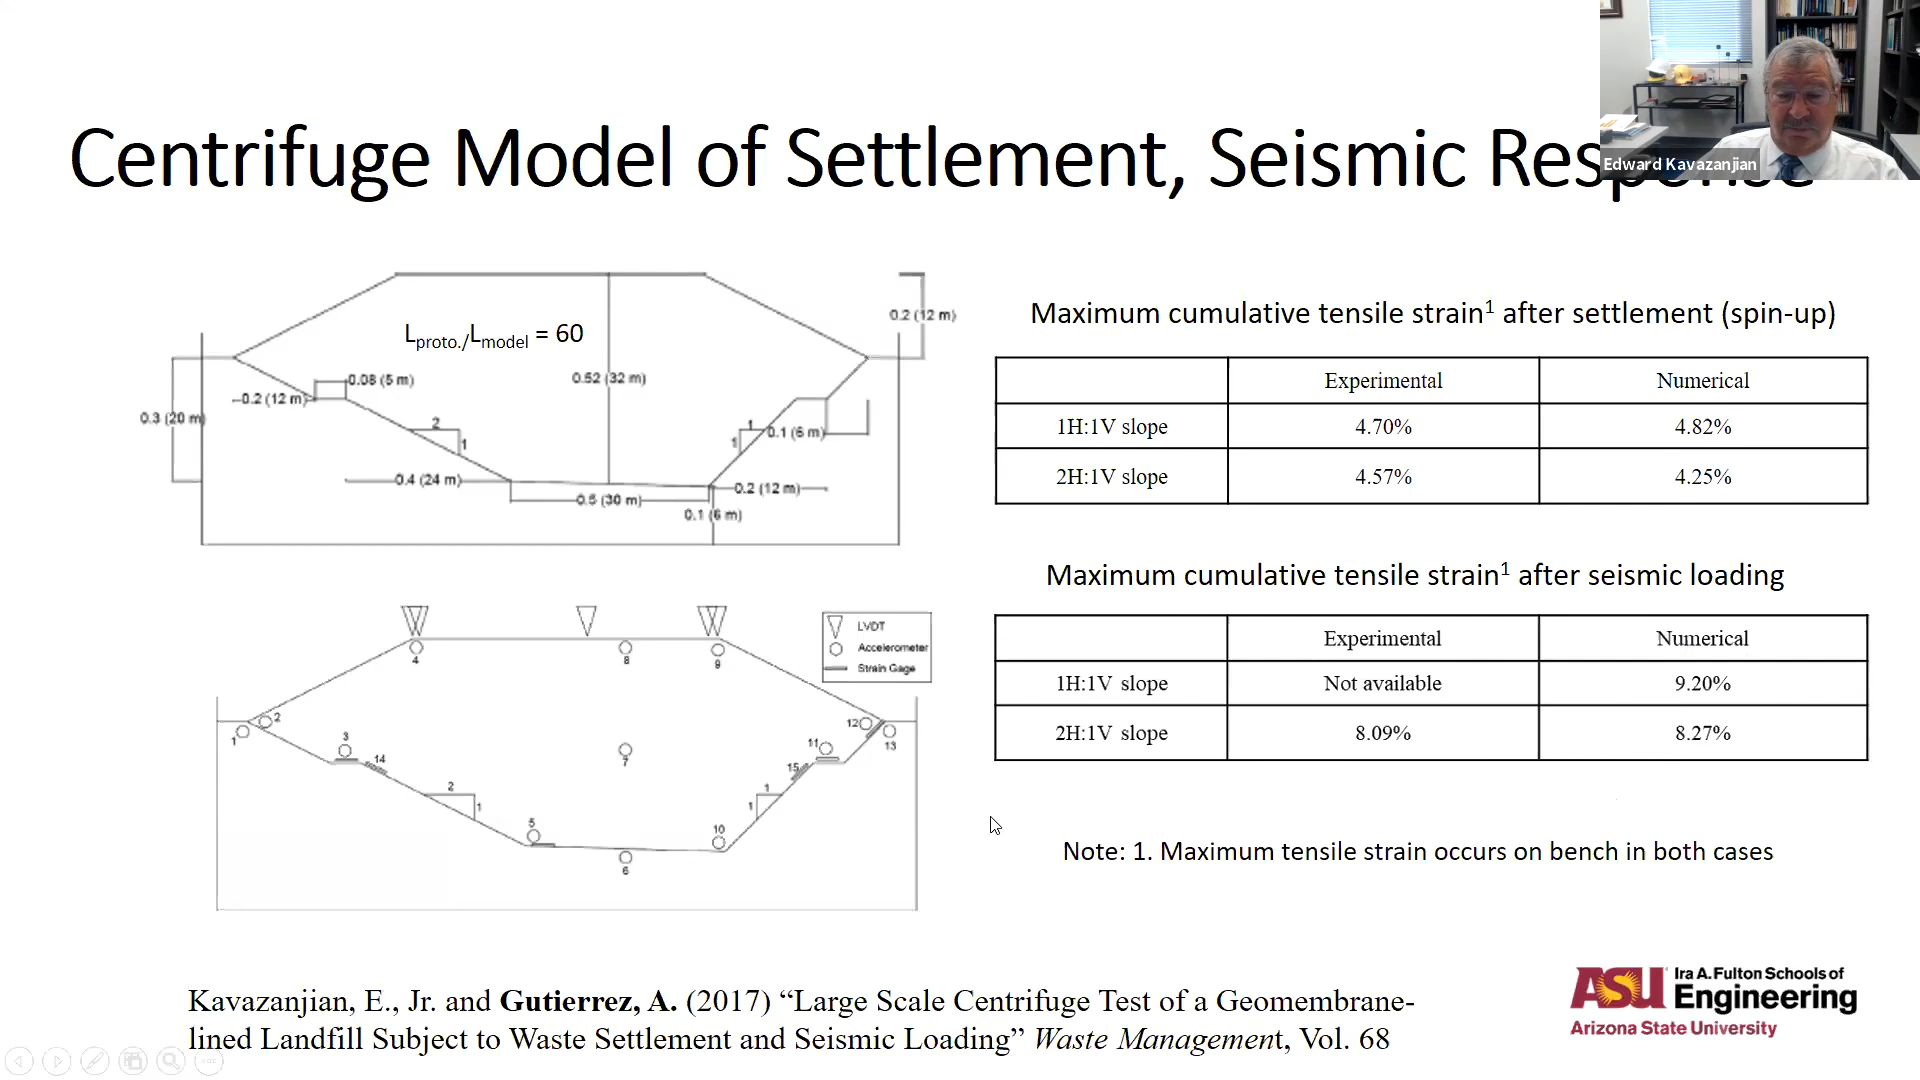 Edward Kavazanjian
Centrifuge Model of Settlement, Seismic Response
L_proto./L_model = 60
0.2 (12 m)
0.08 (5 m)
0.52 (32 m)
0.2 (12 m)
0.3 (20 m)
2
1
1
1
0.1 (6 m)
0.4 (24 m)
0.2 (12 m)
0.5 (30 m)
0.1 (6 m)
LVDT
Accelerometer
Strain Gage
4
8
9
2
1
3
14
7
12
13
11
15
2
1
1
1
5
10
6
Maximum cumulative tensile strain¹ after settlement (spin-up)
Experimental Numerical
1H:1V slope 4.70% 4.82%
2H:1V slope 4.57% 4.25%
Maximum cumulative tensile strain¹ after seismic loading
Experimental Numerical
1H:1V slope Not available 9.20%
2H:1V slope 8.09% 8.27%
Note: 1. Maximum tensile strain occurs on bench in both cases
Kavazanjian, E., Jr. and Gutierrez, A. (2017) “Large Scale Centrifuge Test of a Geomembrane-
lined Landfill Subject to Waste Settlement and Seismic Loading” Waste Management, Vol. 68
ASU Ira A. Fulton Schools of
Engineering
Arizona State University